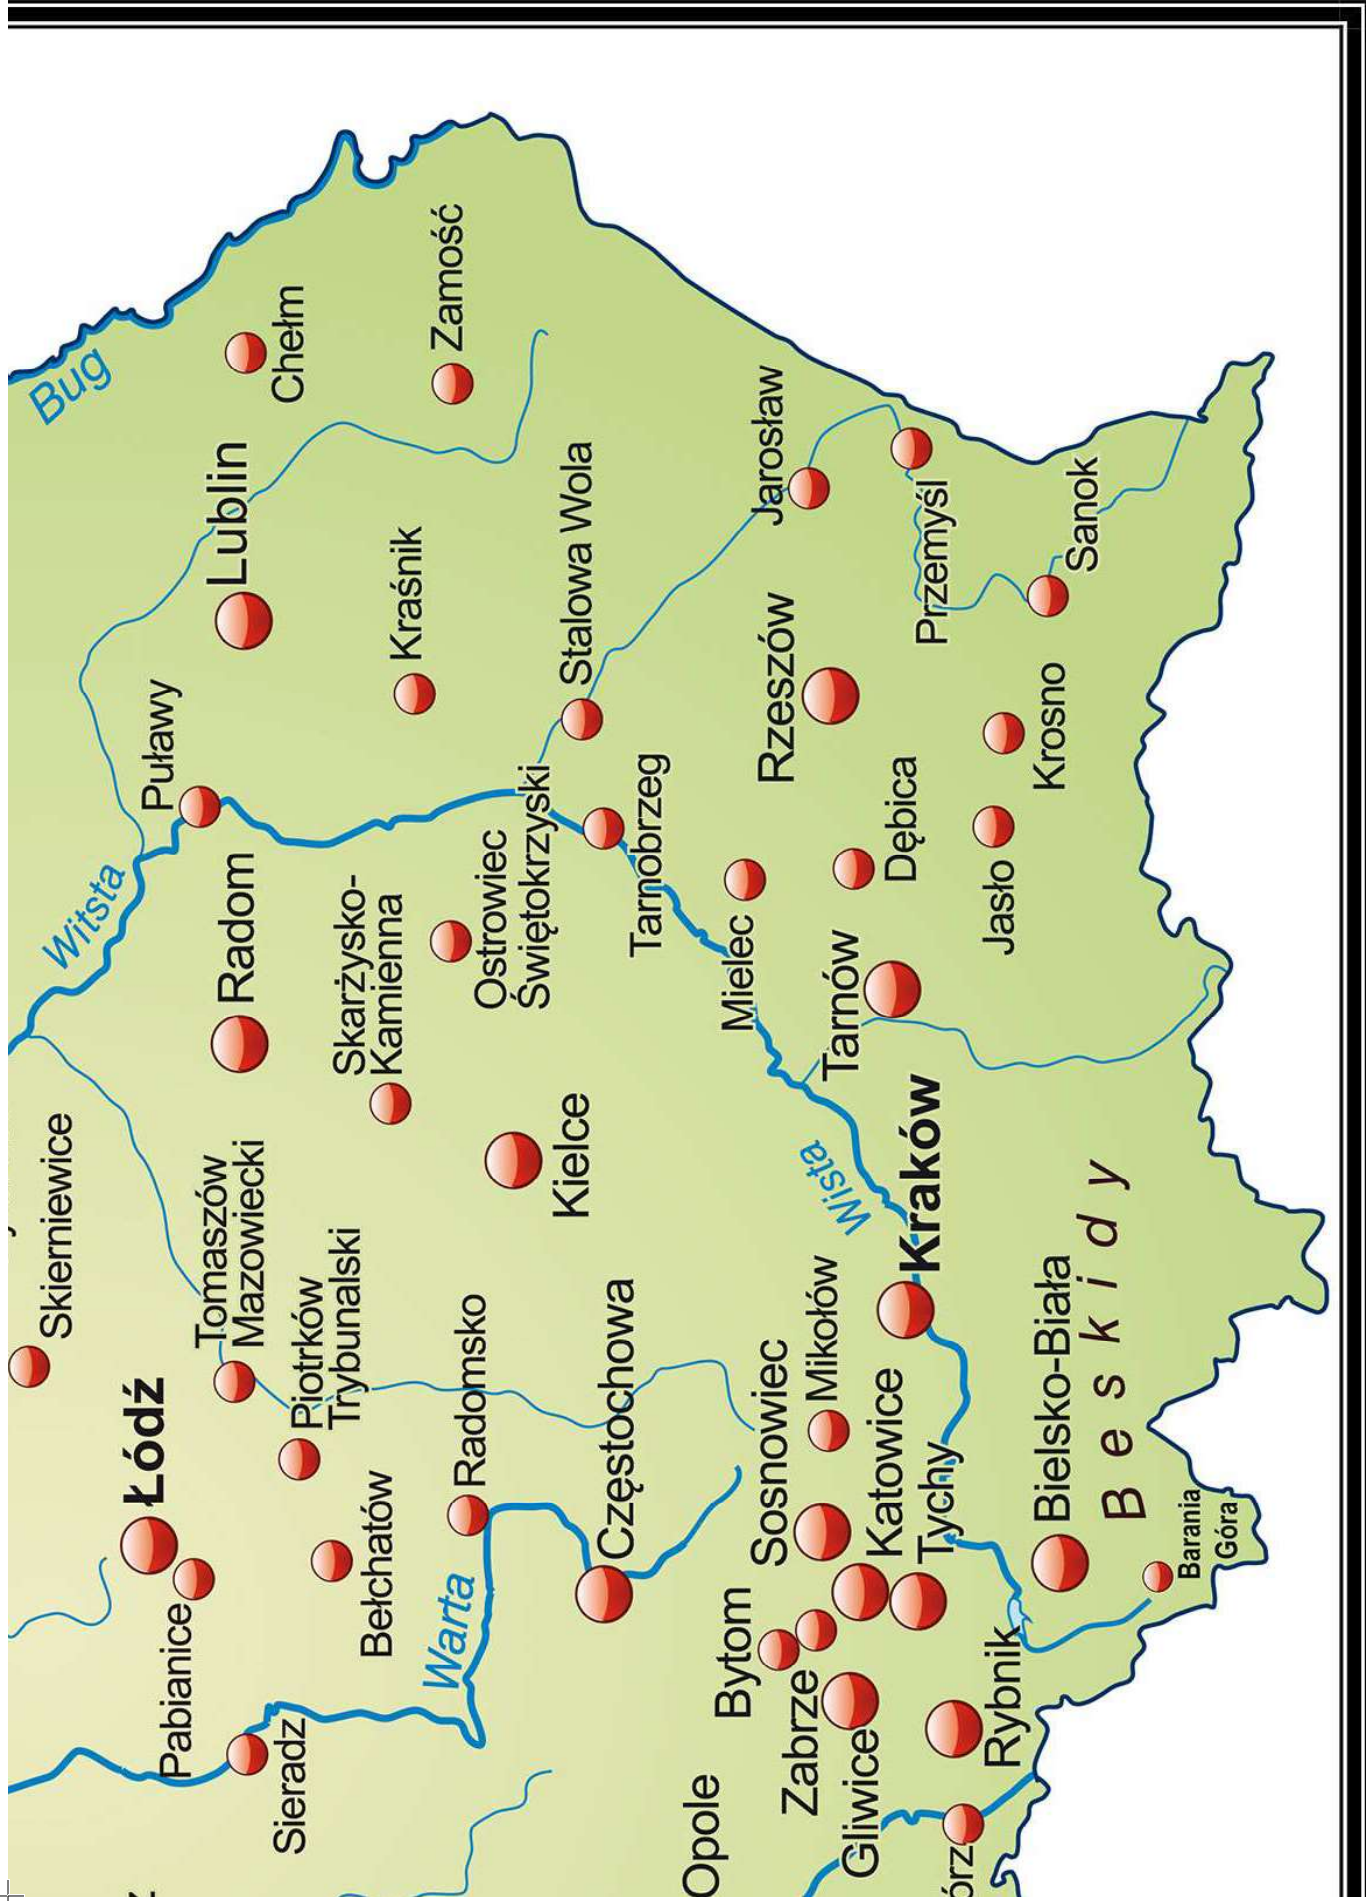 Skierniewice
Witsta
Bug
Łódź
Pabianice
Puławy
Tomaszów
Mazowiecki
Radom
Lublin
Sieradz
Piotrków
Trybunalski
Chełm
Bełchatów
Skarżysko-
Kamienna
Kraśnik
Warta
Radomsko
Zamość
Ostrowiec
Świętokrzyski
Kielce
Stalowa Wola
Częstochowa
Tarnobrzeg
Opole
Bytom
Sosnowiec
Mielec
Rzeszów
Jarosław
Zabrze
Mikołów
Wista
Tarnów
Gliwice
Katowice
Dębica
Kraków
Tychy
Przemyśl
órz
Rybnik
Jasło
Bielsko-Biała
Krosno
Sanok
Beskidy
Barania
Góra